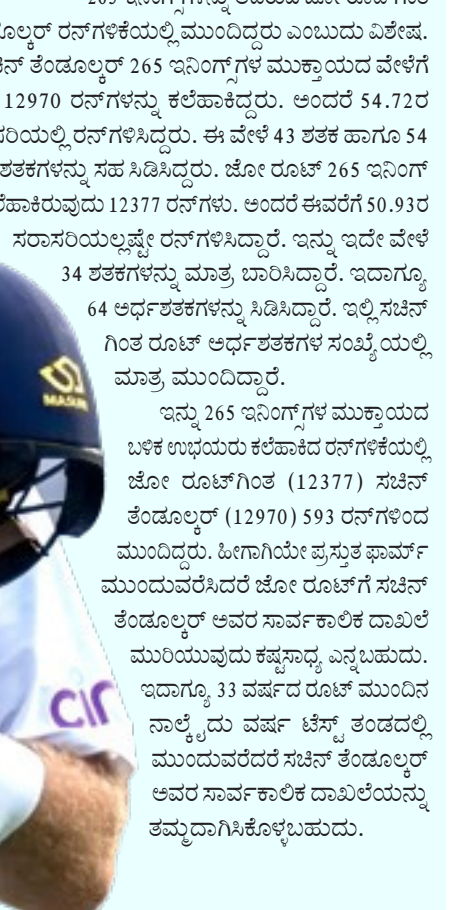 ಲ್ಕರ್ ರನ್‌ಗಳಿಕೆಯಲ್ಲಿ ಮುಂದಿದ್ದರು ಎಂಬುದು ವಿಶೇಷ.
ಚಿನ್ ತೆಂಡೂಲ್ಕರ್ 265 ಇನಿಂಗ್ಸ್‌ಗಳ ಮುಕ್ತಾಯದ ವೇಳೆಗೆ
12970 ರನ್‌ಗಳನ್ನು ಕಲೆಹಾಕಿದ್ದರು. ಅಂದರೆ 54.72ರ
ಸರಿಯಲ್ಲಿ ರನ್‌ಗಳಿಸಿದ್ದರು. ಈ ವೇಳೆ 43 ಶತಕ ಹಾಗೂ 54
ಶತಕಗಳನ್ನು ಸಹ ಸಿಡಿಸಿದ್ದರು. ಜೋ ರೂಟ್ 265 ಇನಿಂಗ್
ಲೆಹಾಕಿರುವುದು 12377 ರನ್‌ಗಳು. ಅಂದರೆ ಈವರೆಗೆ 50.93ರ
ಸರಾಸರಿಯಲ್ಲಷ್ಟೇ ರನ್‌ಗಳಿಸಿದ್ದಾರೆ. ಇನ್ನು ಇದೇ ವೇಳೆ
34 ಶತಕಗಳನ್ನು ಮಾತ್ರ ಬಾರಿಸಿದ್ದಾರೆ. ಇದಾಗ್ಯೂ
64 ಅರ್ಧಶತಕಗಳನ್ನು ಸಿಡಿಸಿದ್ದಾರೆ. ಇಲ್ಲಿ ಸಚಿನ್
ಗಿಂತ ರೂಟ್ ಅರ್ಧಶತಕಗಳ ಸಂಖ್ಯೆಯಲ್ಲಿ
ಮಾತ್ರ ಮುಂದಿದ್ದಾರೆ.
ಇನ್ನು 265 ಇನಿಂಗ್ಸ್‌ಗಳ ಮುಕ್ತಾಯದ
ಬಳಿಕ ಉಭಯರು ಕಲೆಹಾಕಿದ ರನ್‌ಗಳಿಕೆಯಲ್ಲಿ
ಜೋ ರೂಟ್‌ಗಿಂತ (12377) ಸಚಿನ್
ತೆಂಡೂಲ್ಕರ್ (12970) 593 ರನ್‌ಗಳಿಂದ
ಮುಂದಿದ್ದರು. ಹೀಗಾಗಿಯೇ ಪ್ರಸ್ತುತ ಫಾರ್ಮ್
ಮುಂದುವರೆಸಿದರೆ ಜೋ ರೂಟ್‌ಗೆ ಸಚಿನ್
ತೆಂಡೂಲ್ಕರ್ ಅವರ ಸಾರ್ವಕಾಲಿಕ ದಾಖಲೆ
ಮುರಿಯುವುದು ಕಷ್ಟಸಾಧ್ಯ ಎನ್ನಬಹುದು.
ಇದಾಗ್ಯೂ 33 ವರ್ಷದ ರೂಟ್ ಮುಂದಿನ
ನಾಲ್ಕೈದು ವರ್ಷ ಟೆಸ್ಟ್ ತಂಡದಲ್ಲಿ
ಮುಂದುವರೆದರೆ ಸಚಿನ್ ತೆಂಡೂಲ್ಕರ್
ಅವರ ಸಾರ್ವಕಾಲಿಕ ದಾಖಲೆಯನ್ನು
ತಮ್ಮದಾಗಿಸಿಕೊಳ್ಳಬಹುದು.
MASURI
cin